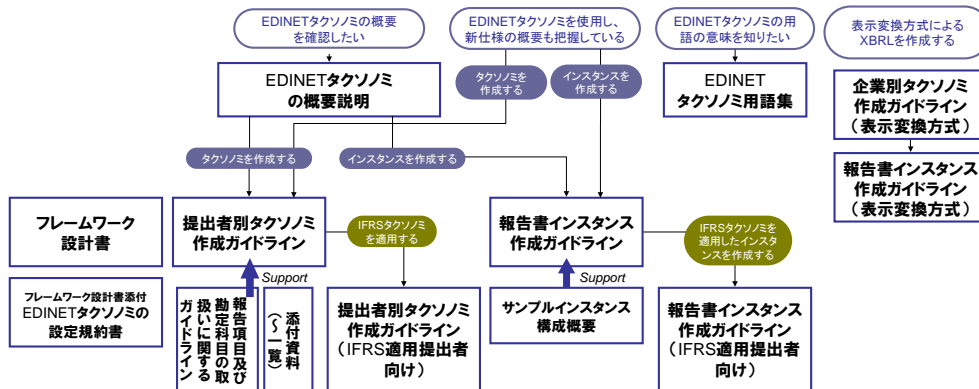 EDINETタクソノミの概要
を確認したい
EDINETタクソノミを使用し、
新仕様の概要も把握している
EDINETタクソノミの用
語の意味を知りたい
表示変換方式による
XBRLを作成する
EDINETタクソノミ
の概要説明
タクソノミを
作成する
インスタンスを
作成する
EDINET
タクソノミ用語集
企業別タクソノミ
作成ガイドライン
（表示変換方式）
タクソノミを作成する
インスタンスを作成する
報告書インスタンス
作成ガイドライン
（表示変換方式）
フレームワーク
設計書
提出者別タクソノミ
作成ガイドライン
IFRSタクソノミ
を適用する
報告書インスタンス
作成ガイドライン
IFRSタクソノミを
適用したインスタ
ンスを作成する
Support
Support
フレームワーク設計書添付
EDINETタクソノミの
設定規約書
報告項目及び
勘定科目の取
扱いに関する
ガイドライン
添付資料
（～一覧）
提出者別タクソノミ
作成ガイドライン
（IFRS適用提出者
向け）
サンプルインスタンス
構成概要
報告書インスタンス
作成ガイドライン
（IFRS適用提出者
向け）